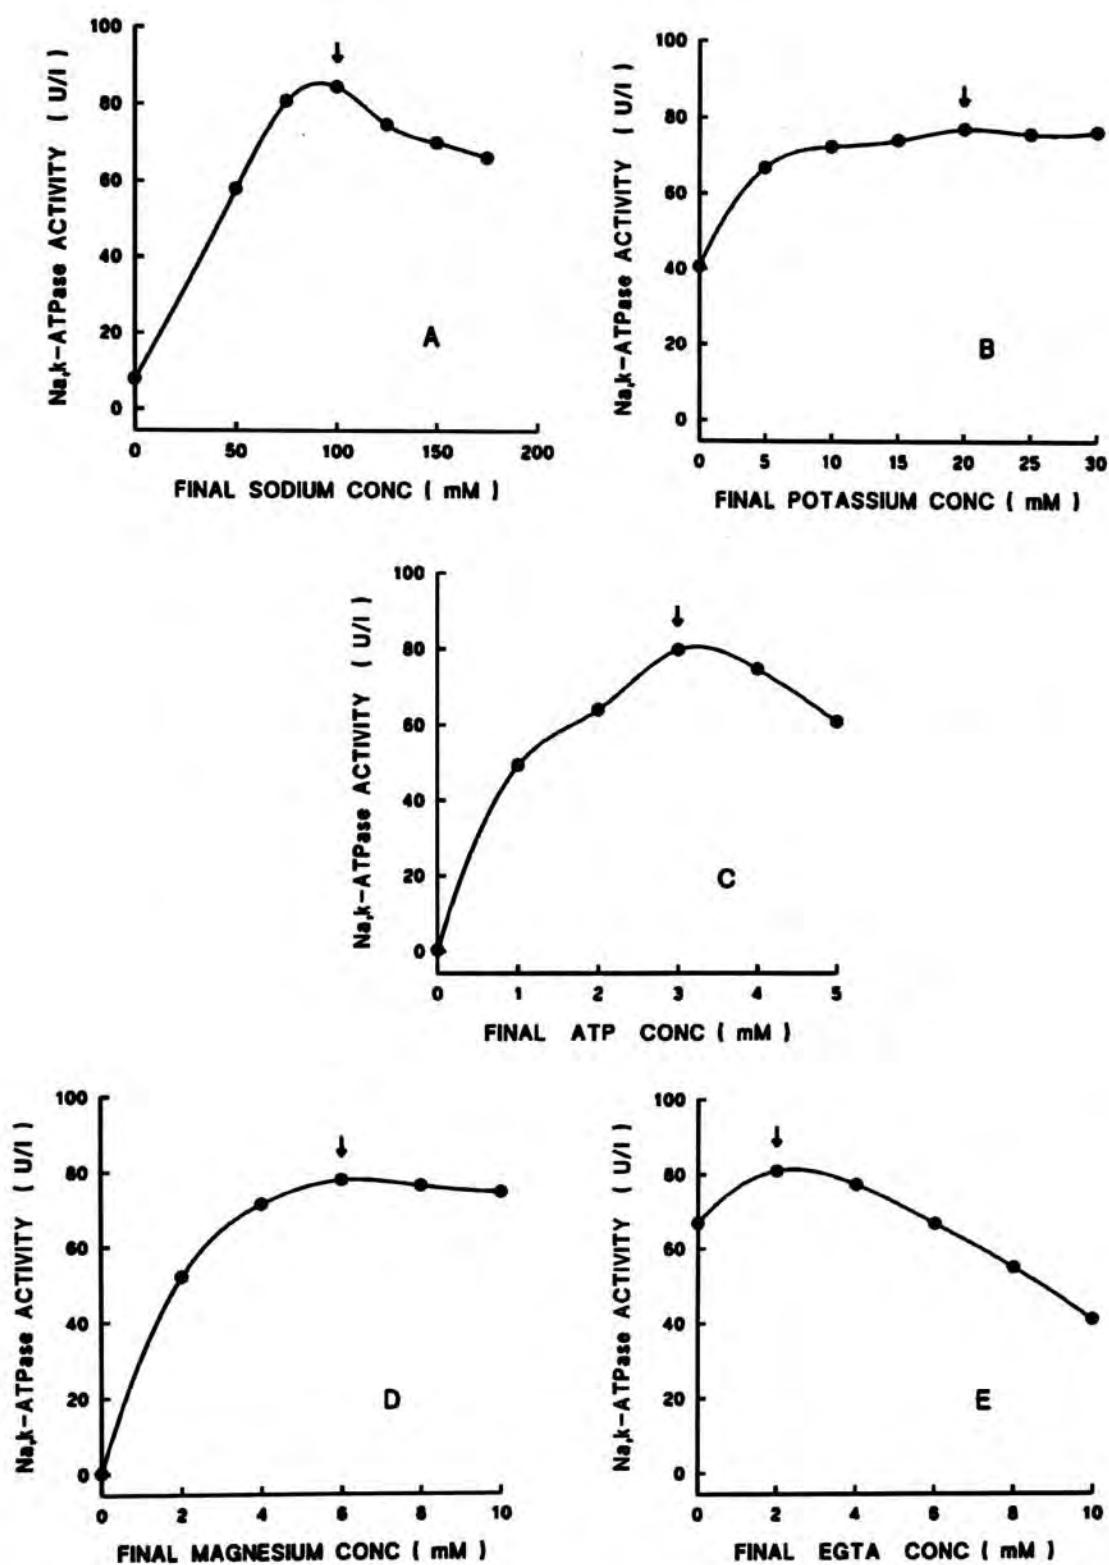 Na,k-ATPase ACTIVITY ( U/l )
100
80
60
40
20
0
A
0 50 100 150 200
FINAL SODIUM CONC ( mM )
Na,k-ATPase ACTIVITY ( U/l )
100
80
60
40
20
0
B
0 5 10 15 20 25 30
FINAL POTASSIUM CONC ( mM )
Na,k-ATPase ACTIVITY ( U/l )
100
80
60
40
20
0
C
0 1 2 3 4 5
FINAL ATP CONC ( mM )
Na,k-ATPase ACTIVITY ( U/l )
100
80
60
40
20
0
D
0 2 4 6 8 10
FINAL MAGNESIUM CONC ( mM )
Na,k-ATPase ACTIVITY ( U/l )
100
80
60
40
20
0
E
0 2 4 6 8 10
FINAL EGTA CONC ( mM )